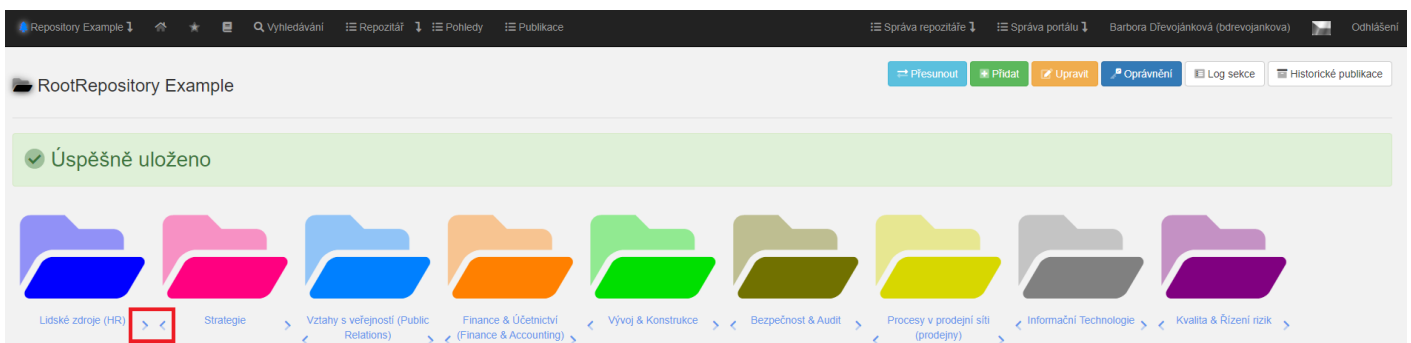 Repository Example Vyhledávání Repozitář Pohledy Publikace Správa repozitáře Správa portálu Barbora Dřevojánková (bdrevojankova) Odhlášení
RootRepository Example
Přesunout Přidat Upravit Oprávnění Log sekce Historické publikace
Úspěšně uloženo
Lidské zdroje (HR)
Strategie
Vztahy s veřejností (Public
Relations)
Finance & Účetnictví
(Finance & Accounting)
Vývoj & Konstrukce
Bezpečnost & Audit
Procesy v prodejní síti
(prodejny)
Informační Technologie
Kvalita & Řízení rizik